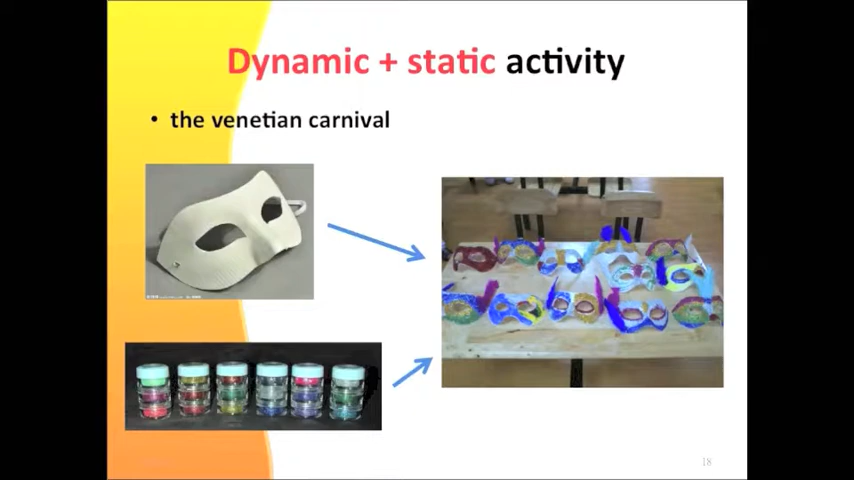 Dynamic + static activity
• the venetian carnival
18